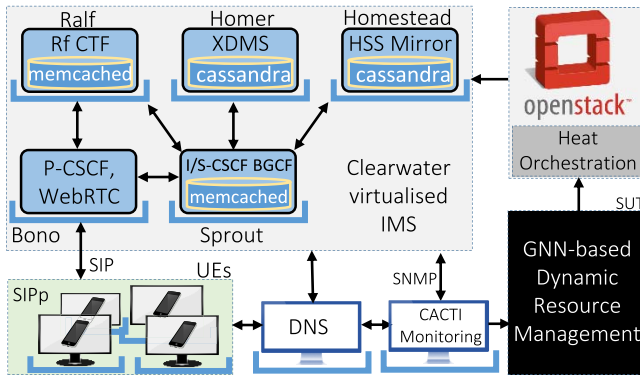 Ralf
Homer
Homestead
Rf CTF
memcached
XDMS
cassandra
HSS Mirror
cassandra
openstack™
Heat
Orchestration
P-CSCF,
WebRTC
I/S-CSCF BGCF
memcached
Clearwater
virtualised
IMS
Bono
Sprout
SUT
SIP
UEs
SNMP
SIPp
DNS
CACTI
Monitoring
GNN-based
Dynamic
Resource
Management